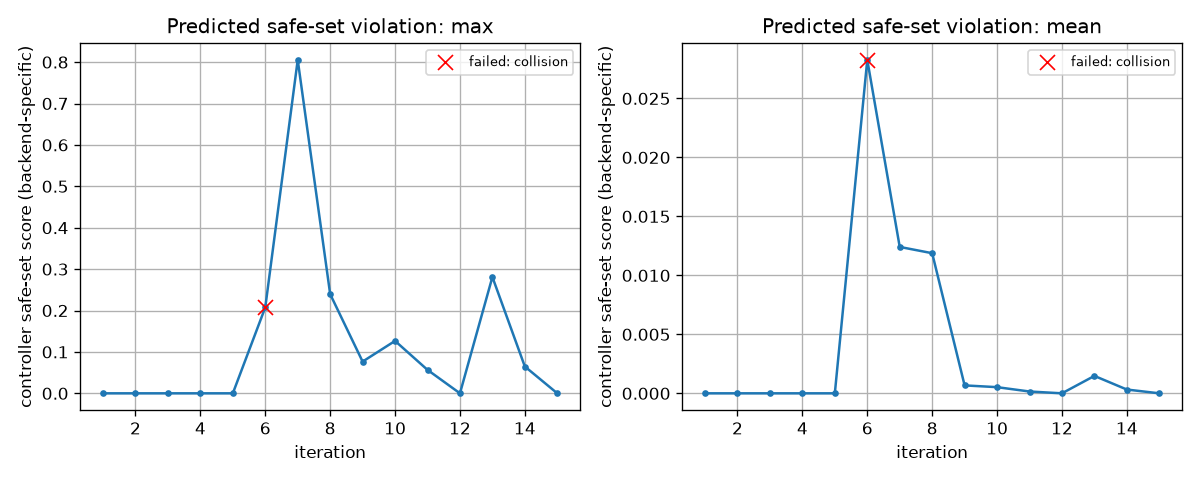 Predicted safe-set violation: max
controller safe-set score (backend-specific)
0.8
0.7
0.6
0.5
0.4
0.3
0.2
0.1
0.0
failed: collision
2 4 6 8 10 12 14
iteration
Predicted safe-set violation: mean
controller safe-set score (backend-specific)
0.025
0.020
0.015
0.010
0.005
0.000
failed: collision
2 4 6 8 10 12 14
iteration